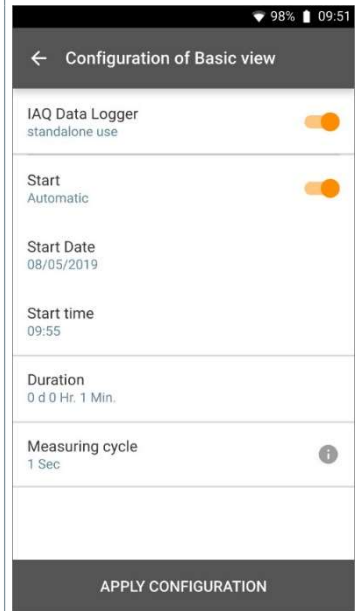 98% 09:51
Configuration of Basic view
IAQ Data Logger
standalone use
Start
Automatic
Start Date
08/05/2019
Start time
09:55
Duration
0 d 0 Hr. 1 Min.
Measuring cycle
1 Sec
APPLY CONFIGURATION